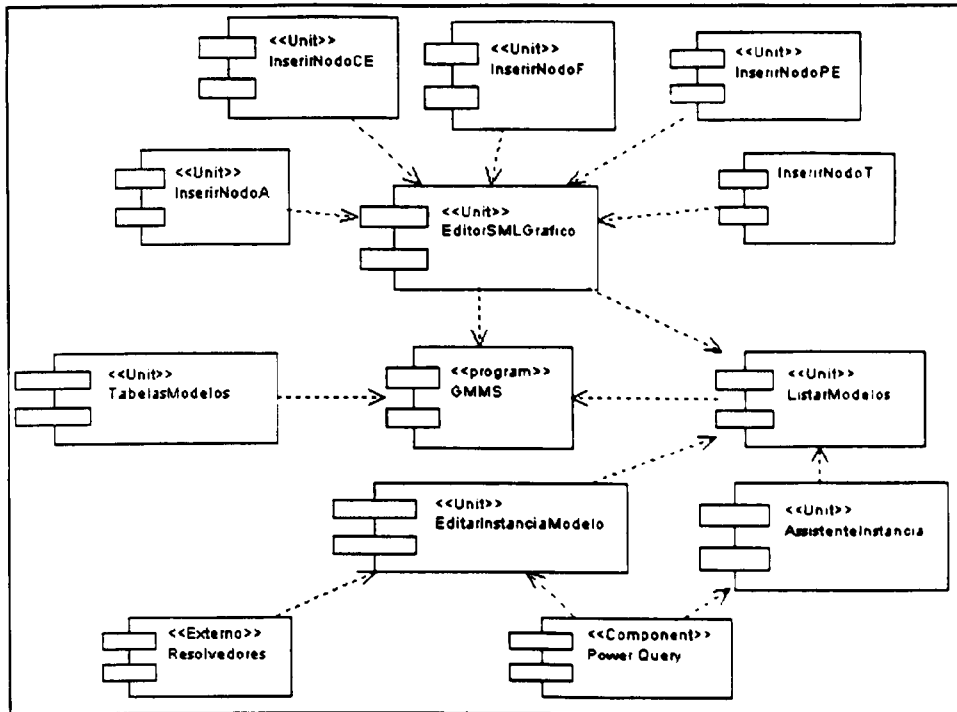 <<Unit>>
InserirNodoCE
<<Unit>>
InserirNodoF
<<Unit>>
InserirNodoPE
<<Unit>>
InserirNodoA
<<Unit>>
EditorSMLGrafico
InserirNodoT
<<Unit>>
TabelasModelos
<<program>>
GMMS
<<Unit>>
ListarModelos
<<Unit>>
EditarInstanciaModelo
<<Unit>>
AssistenteInstancia
<<Externo>>
Resolvedores
<<Component>>
Power Query